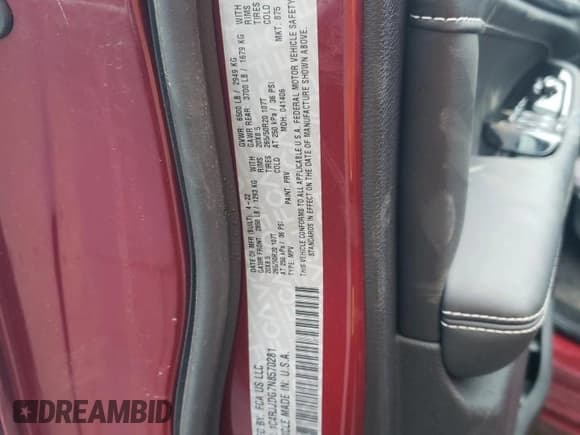 FCA US LLC
DATE OF MFR (BUILT): 4-22
GVWR: 6500 LB / 2949 KG
GAWR FRONT: 2850 LB / 1293 KG WITH
GAWR REAR: 3700 LB / 1679 KG WITH
20X8.5 RIMS
20X8.5 RIMS
265/50R20 107T TIRES
265/50R20 107T TIRES
AT 250 kPa / 36 PSI COLD
AT 250 kPa / 36 PSI COLD
TYPE: MPV
PAINT: PRV
MDH: 041406
MKT: 875
THIS VEHICLE CONFORMS TO ALL APPLICABLE U.S.A. FEDERAL MOTOR VEHICLE SAFETY
STANDARDS IN EFFECT ON THE DATE OF MANUFACTURE SHOWN ABOVE.
MADE IN: U.S.A.
DREAMBID